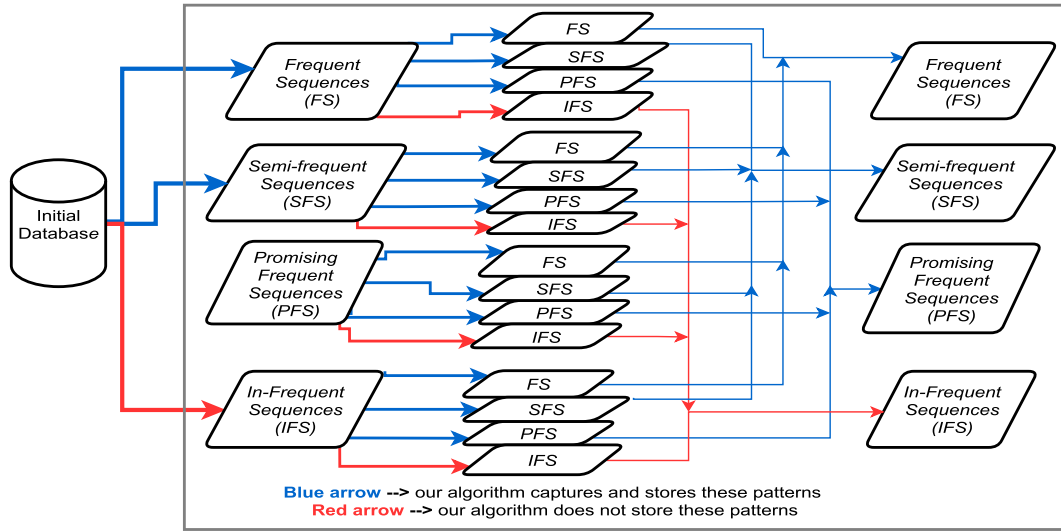 Initial
Database
Frequent
Sequences
(FS)
Semi-frequent
Sequences
(SFS)
Promising
Frequent
Sequences
(PFS)
In-Frequent
Sequences
(IFS)
FS
SFS
PFS
IFS
FS
SFS
PFS
IFS
FS
SFS
PFS
IFS
FS
SFS
PFS
IFS
Frequent
Sequences
(FS)
Semi-frequent
Sequences
(SFS)
Promising
Frequent
Sequences
(PFS)
In-Frequent
Sequences
(IFS)
Blue arrow --> our algorithm captures and stores these patterns
Red arrow --> our algorithm does not store these patterns